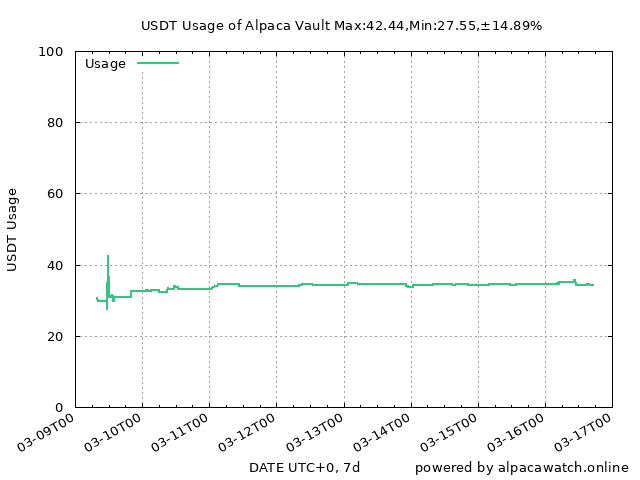 USDT Usage of Alpaca Vault Max:42.44,Min:27.55,±14.89%
Usage
100
80
60
40
20
0
USDT Usage
03-09T00
03-10T00
03-11T00
03-12T00
03-13T00
03-14T00
03-15T00
03-16T00
03-17T00
DATE UTC+0, 7d
powered by alpacawatch.online